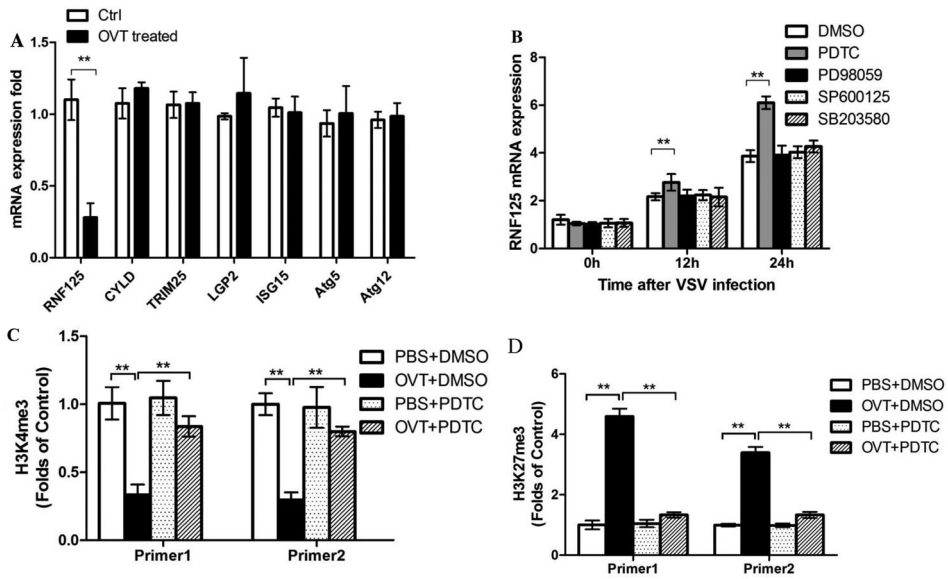 A
Ctrl
OVT treated
mRNA expression fold
1.5
1.0
0.5
0.0
**
RNF125
CYLD
TRIM25
LGP2
ISG15
Atg5
Atg12
B
DMSO
PDTC
PD98059
SP600125
SB203580
RNF125 mRNA expression
8
6
4
2
0
**
**
0h
12h
24h
Time after VSV infection
C
PBS+DMSO
OVT+DMSO
PBS+PDTC
OVT+PDTC
H3K4me3
(Folds of Control)
1.5
1.0
0.5
0.0
**
**
**
**
Primer1
Primer2
D
PBS+DMSO
OVT+DMSO
PBS+PDTC
OVT+PDTC
H3K27me3
(Folds of Control)
6
4
2
0
**
**
**
**
Primer1
Primer2